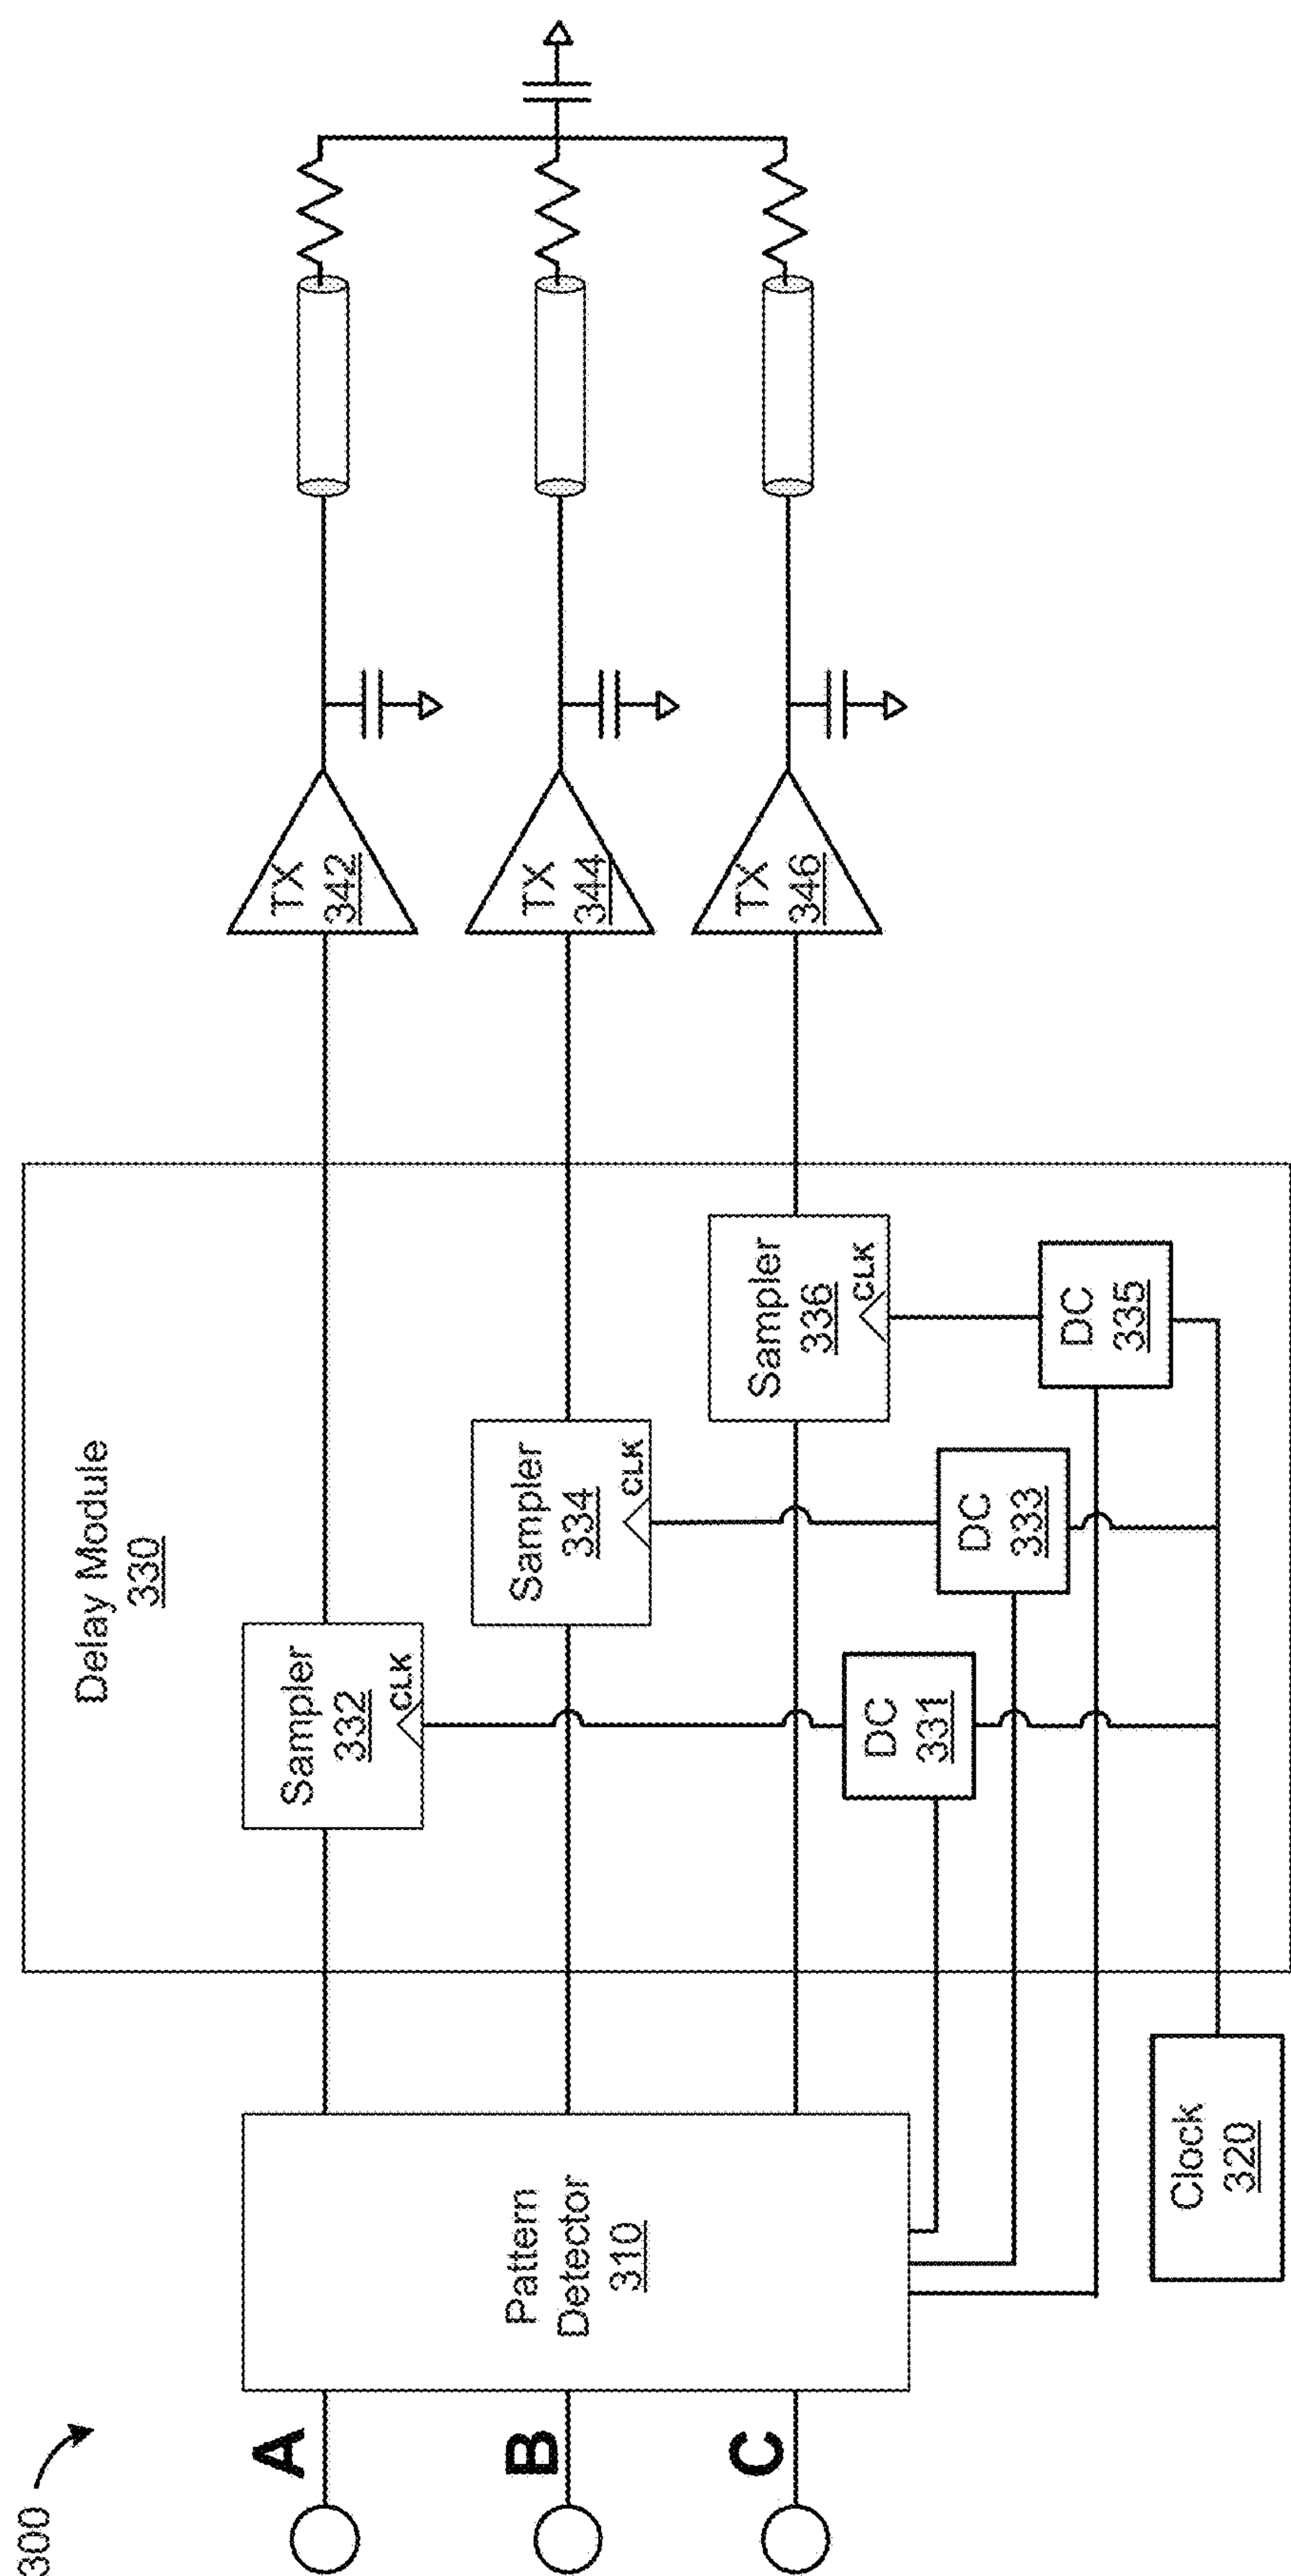 300
A
B
C
Pattern
Detector
310
Clock
320
Delay Module
330
Sampler
332
CLK
Sampler
334
CLK
Sampler
336
CLK
DC
331
DC
333
DC
335
TX
342
TX
344
TX
346